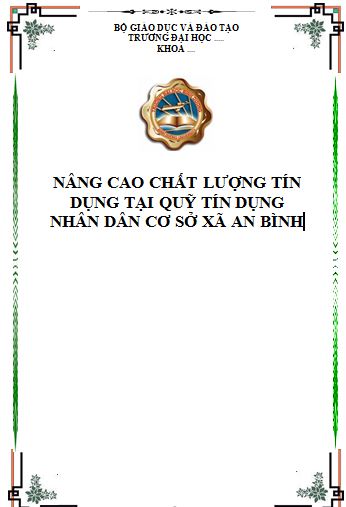 BỘ GIÁO DỤC VÀ ĐÀO TẠO
TRƯỜNG ĐẠI HỌC .....
KHOA ...
NÂNG CAO CHẤT LƯỢNG TÍN
DỤNG TẠI QUỸ TÍN DỤNG
NHÂN DÂN CƠ SỞ XÃ AN BÌNH